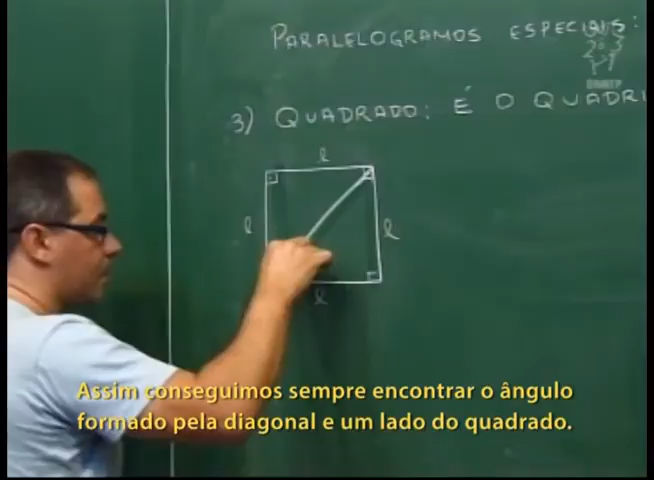 PARALELOGRAMOS ESPECIAIS:
3) QUADRADO: É O QUADRI
l
l
l
l
Assim conseguimos sempre encontrar o ângulo
formado pela diagonal e um lado do quadrado.